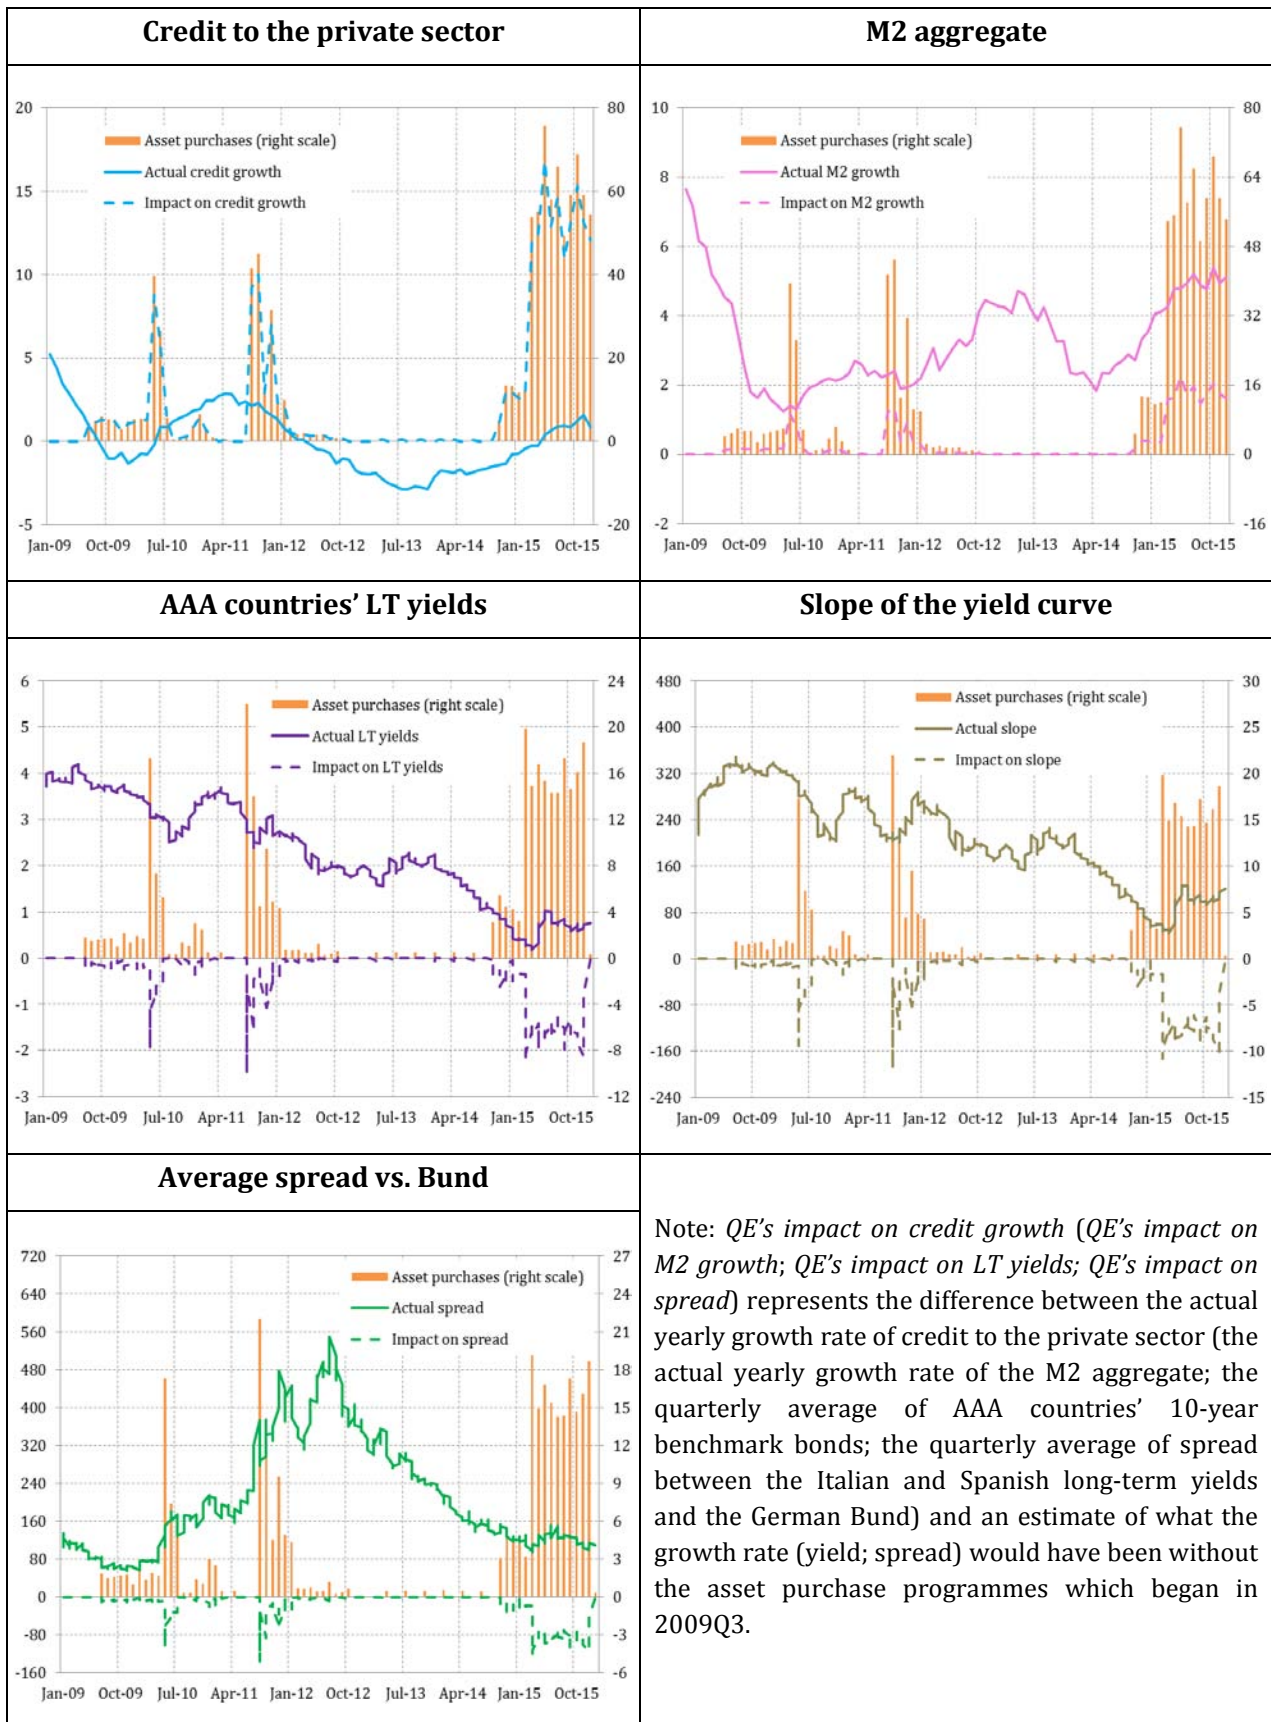 Credit to the private sector
M2 aggregate
20
15
10
5
0
-5
80
60
40
20
0
-20
Asset purchases (right scale)
Actual credit growth
Impact on credit growth
Jan-09 Oct-09 Jul-10 Apr-11 Jan-12 Oct-12 Jul-13 Apr-14 Jan-15 Oct-15
10
8
6
4
2
0
-2
80
64
48
32
16
0
-16
Asset purchases (right scale)
Actual M2 growth
Impact on M2 growth
Jan-09 Oct-09 Jul-10 Apr-11 Jan-12 Oct-12 Jul-13 Apr-14 Jan-15 Oct-15
AAA countries’ LT yields
Slope of the yield curve
6
5
4
3
2
1
0
-1
-2
-3
24
20
16
12
8
4
0
-4
-8
-12
Asset purchases (right scale)
Actual LT yields
Impact on LT yields
Jan-09 Oct-09 Jul-10 Apr-11 Jan-12 Oct-12 Jul-13 Apr-14 Jan-15 Oct-15
480
400
320
240
160
80
0
-80
-160
-240
30
25
20
15
10
5
0
-5
-10
-15
Asset purchases (right scale)
Actual slope
Impact on slope
Jan-09 Oct-09 Jul-10 Apr-11 Jan-12 Oct-12 Jul-13 Apr-14 Jan-15 Oct-15
Average spread vs. Bund
720
640
560
480
400
320
240
160
80
0
-80
-160
27
24
21
18
15
12
9
6
3
0
-3
-6
Asset purchases (right scale)
Actual spread
Impact on spread
Jan-09 Oct-09 Jul-10 Apr-11 Jan-12 Oct-12 Jul-13 Apr-14 Jan-15 Oct-15
Note: QE’s impact on credit growth (QE’s impact on
M2 growth; QE’s impact on LT yields; QE’s impact on
spread) represents the difference between the actual
yearly growth rate of credit to the private sector (the
actual yearly growth rate of the M2 aggregate; the
quarterly average of AAA countries’ 10-year
benchmark bonds; the quarterly average of spread
between the Italian and Spanish long-term yields
and the German Bund) and an estimate of what the
growth rate (yield; spread) would have been without
the asset purchase programmes which began in
2009Q3.